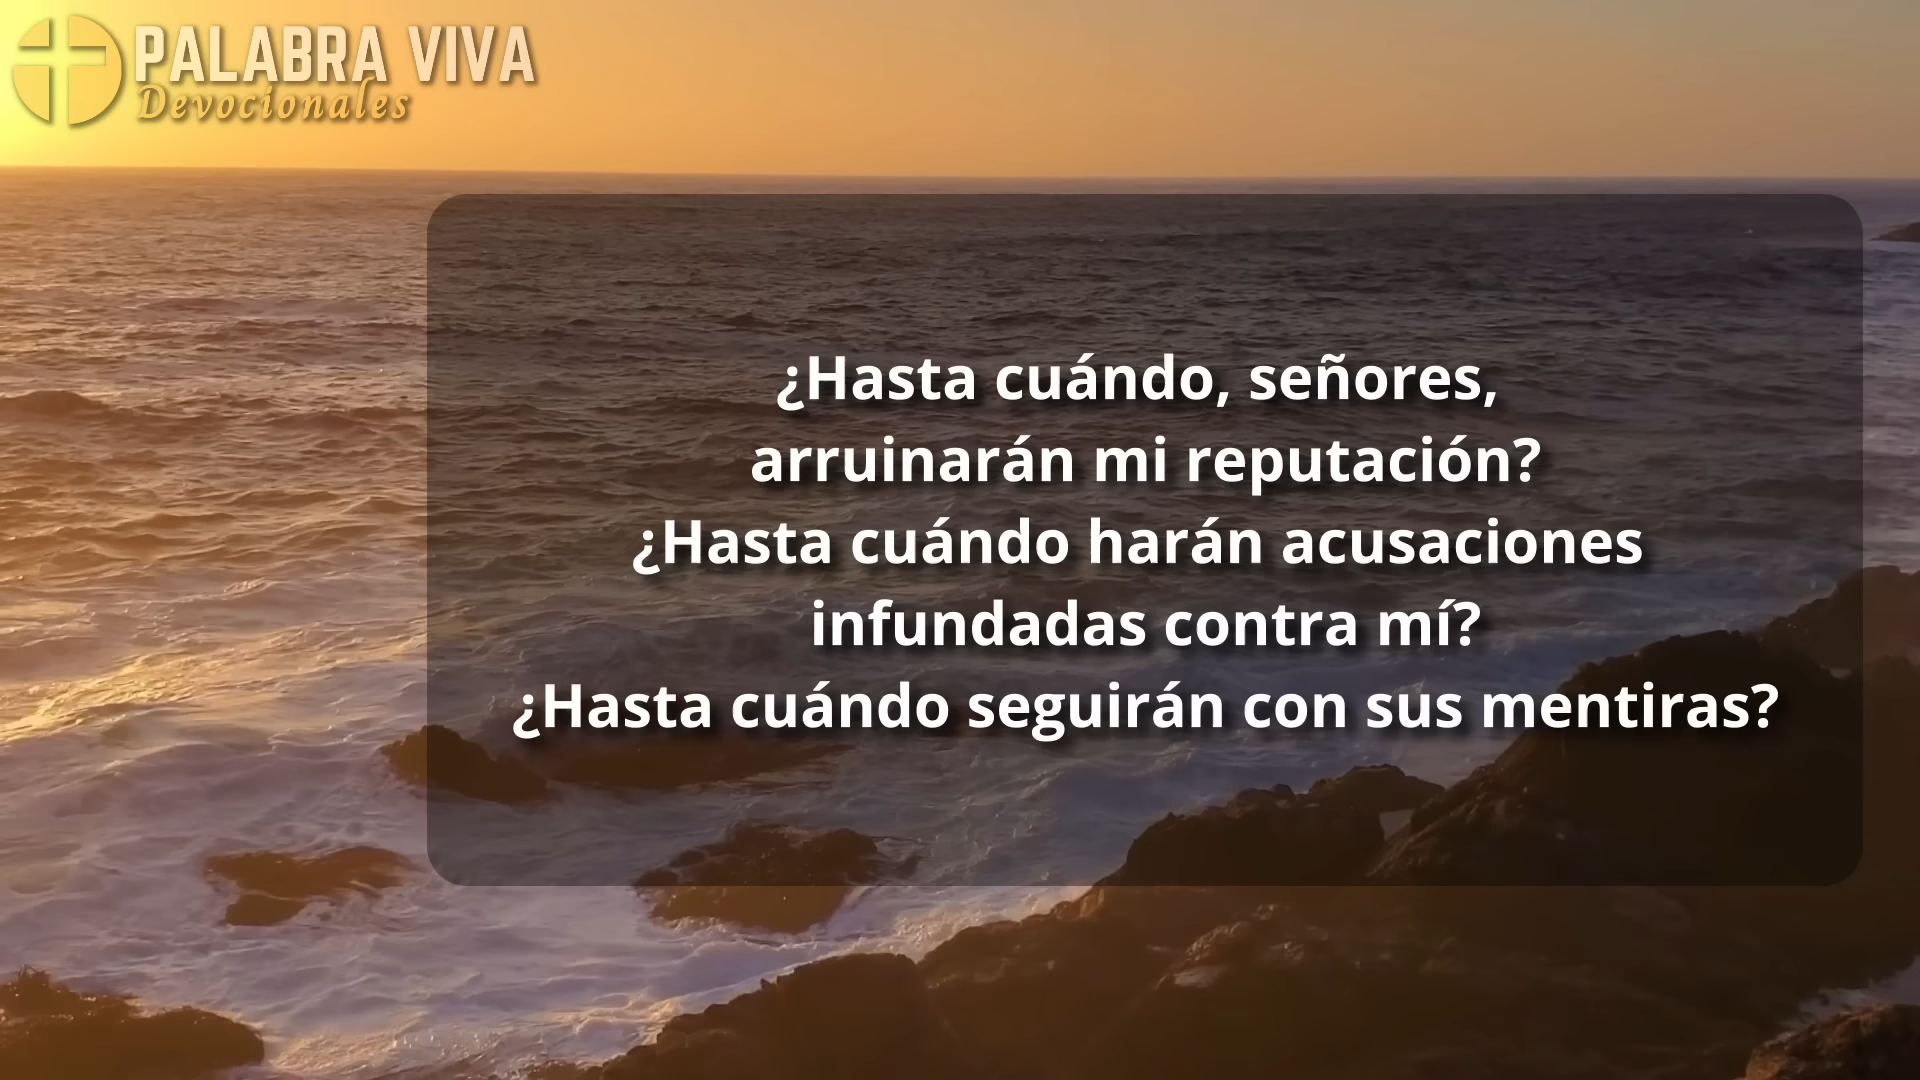 PALABRA VIVA
Devocionales
¿Hasta cuándo, señores,
arruinarán mi reputación?
¿Hasta cuándo harán acusaciones
infundadas contra mí?
¿Hasta cuándo seguirán con sus mentiras?